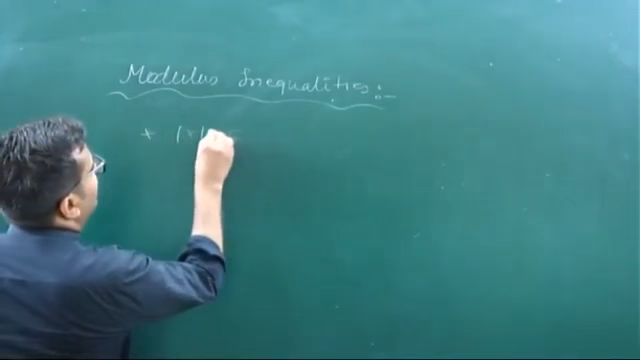 Modulus Inequalities :-
* |x| =